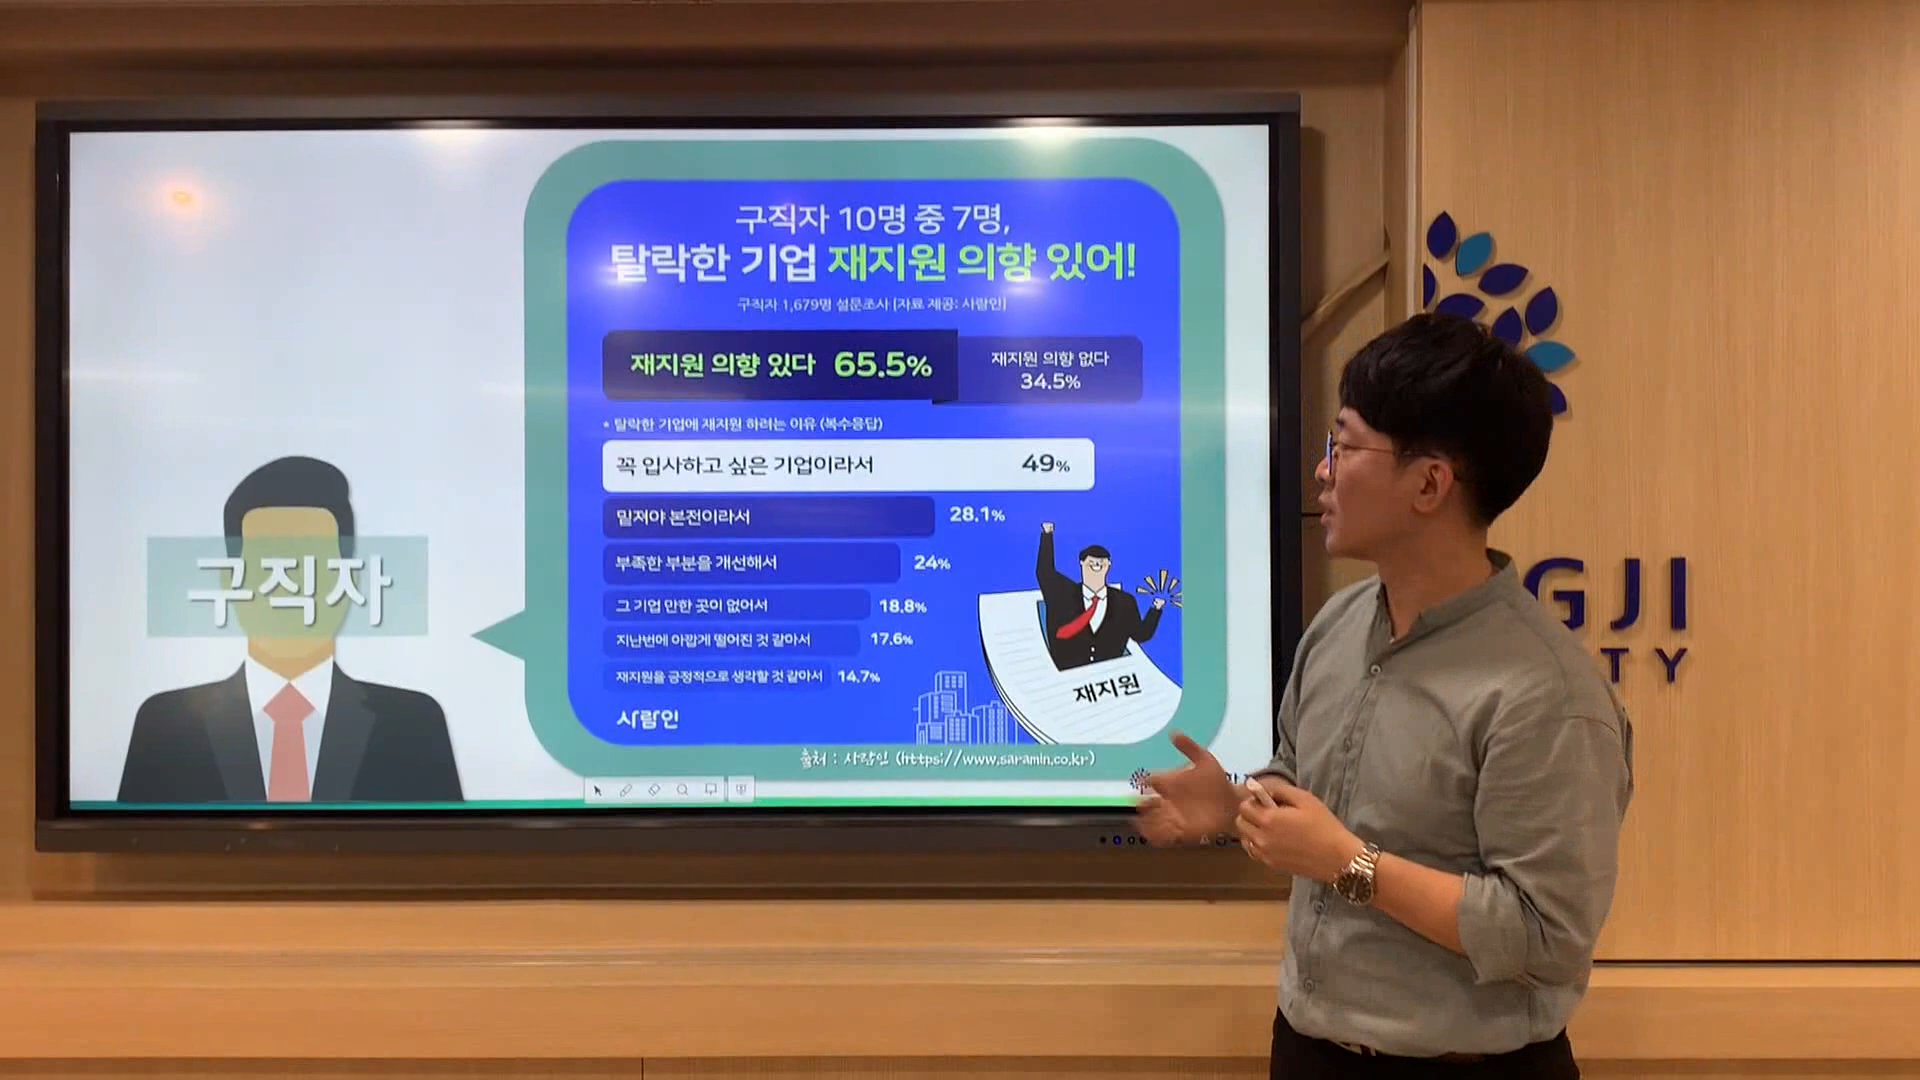 구직자 10명 중 7명,
탈락한 기업 재지원 의향 있어!
구직자 1,679명 설문조사 [자료 제공: 사람인]
재지원 의향 있다 65.5%
재지원 의향 없다
34.5%
* 탈락한 기업에 재지원 하려는 이유 (복수응답)
꼭 입사하고 싶은 기업이라서 49%
밑져야 본전이라서 28.1%
부족한 부분을 개선해서 24%
그 기업 만한 곳이 없어서 18.8%
지난번에 아깝게 떨어진 것 같아서 17.6%
재지원을 긍정적으로 생각할 것 같아서 14.7%
재지원
사람인
출처 : 사람인 (https://www.saramin.co.kr)
구직자
GJI
TY